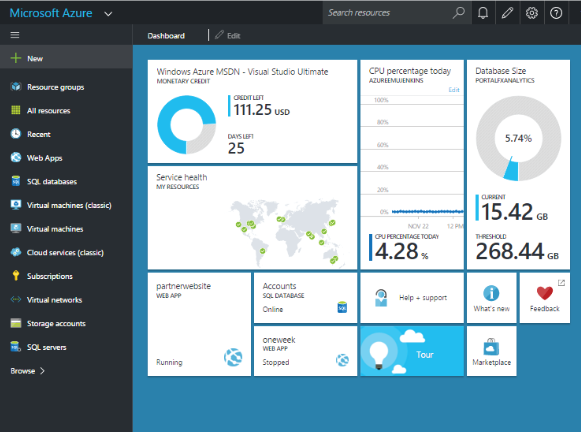 Microsoft Azure
Search resources
Dashboard
Edit
New
Resource groups
All resources
Recent
Web Apps
SQL databases
Virtual machines (classic)
Virtual machines
Cloud services (classic)
Subscriptions
Virtual networks
Storage accounts
SQL servers
Browse
Windows Azure MSDN - Visual Studio Ultimate
MONETARY CREDIT
CREDIT LEFT
111.25 USD
DAYS LEFT
25
CPU percentage today
AZUREEMUJENKINS
Edit
100%
80%
60%
40%
20%
0%
NOV 22
12 PM
CPU PERCENTAGE TODAY
4.28 %
Database Size
PORTALFXANALYTICS
5.74%
CURRENT
15.42 GB
THRESHOLD
268.44 GB
Service health
MY RESOURCES
partnerwebsite
WEB APP
Running
Accounts
SQL DATABASE
Online
SQL
Help + support
What's new
Feedback
oneweek
WEB APP
Stopped
Tour
Marketplace